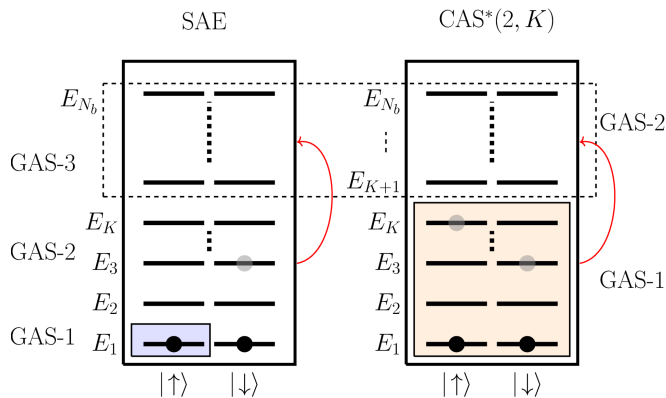 SAE
CAS*(2, K)
E_{N_b}
E_{N_b}
GAS-2
GAS-3
E_{K+1}
E_K
E_K
GAS-2
E_3
E_3
GAS-1
E_2
E_2
GAS-1
E_1
E_1
|↑⟩ |↓⟩
|↑⟩ |↓⟩